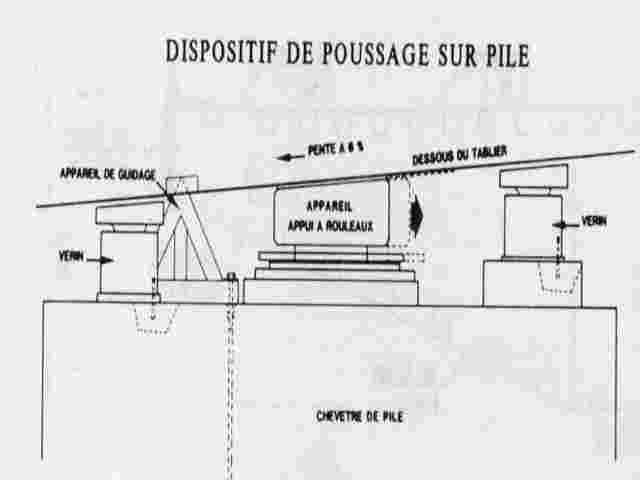 DISPOSITIF DE POUSSAGE SUR PILE
PENTE A 6 %
DESSOUS DU TABLIER
APPAREIL DE GUIDAGE
APPAREIL
APPUI A ROULEAUX
VERIN
VERIN
CHEVETRE DE PILE